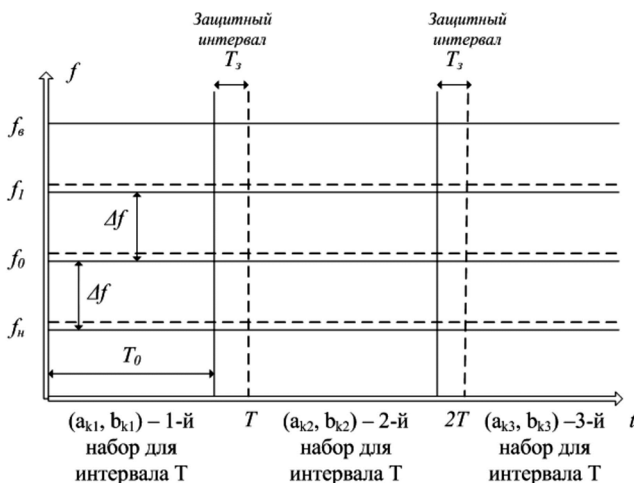 Защитный
интервал
Tз
Защитный
интервал
Tз
f
fв
f1
Δf
f0
Δf
fн
T0
(ak1, bk1) – 1-й
набор для
интервала T
T
(ak2, bk2) – 2-й
набор для
интервала T
2T
(ak3, bk3) –3-й
набор для
интервала T
t